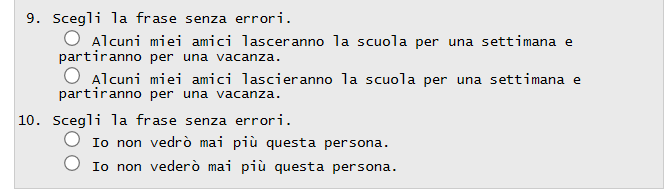 9. Scegli la frase senza errori.
Alcuni miei amici lasceranno la scuola per una settimana e
partiranno per una vacanza.
Alcuni miei amici lascieranno la scuola per una settimana e
partiranno per una vacanza.
10. Scegli la frase senza errori.
Io non vedrò mai più questa persona.
Io non vederò mai più questa persona.